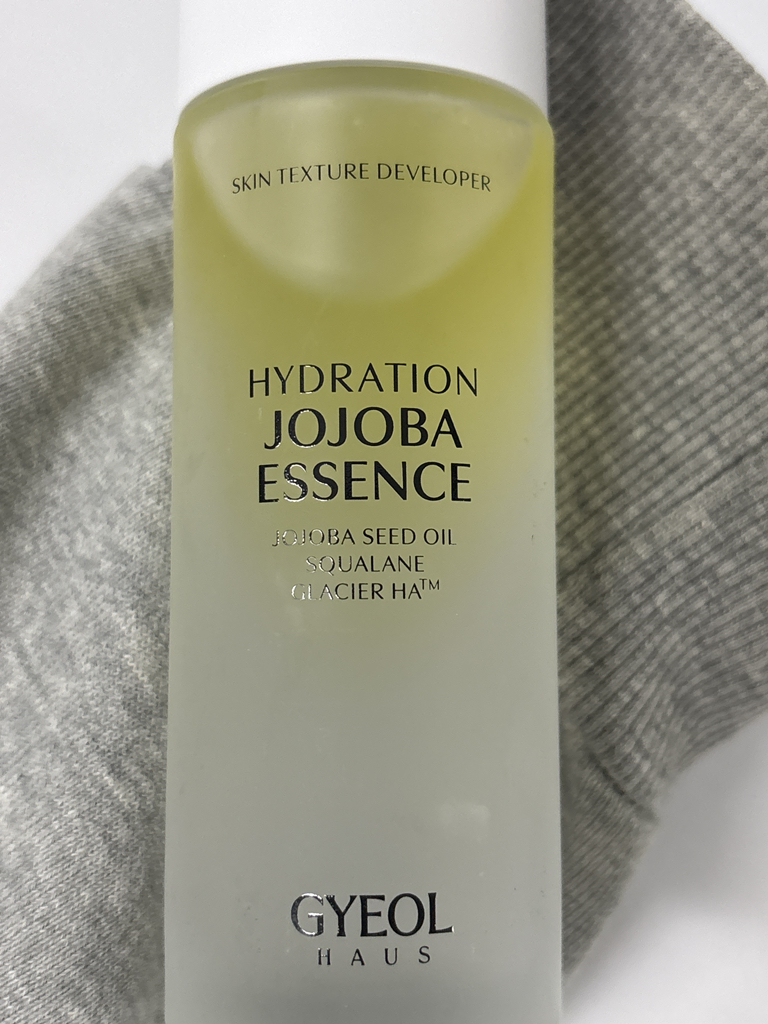 SKIN TEXTURE DEVELOPER
HYDRATION
JOJOBA
ESSENCE
JOJOBA SEED OIL
SQUALANE
GLACIER HA™
GYEOL
HAUS